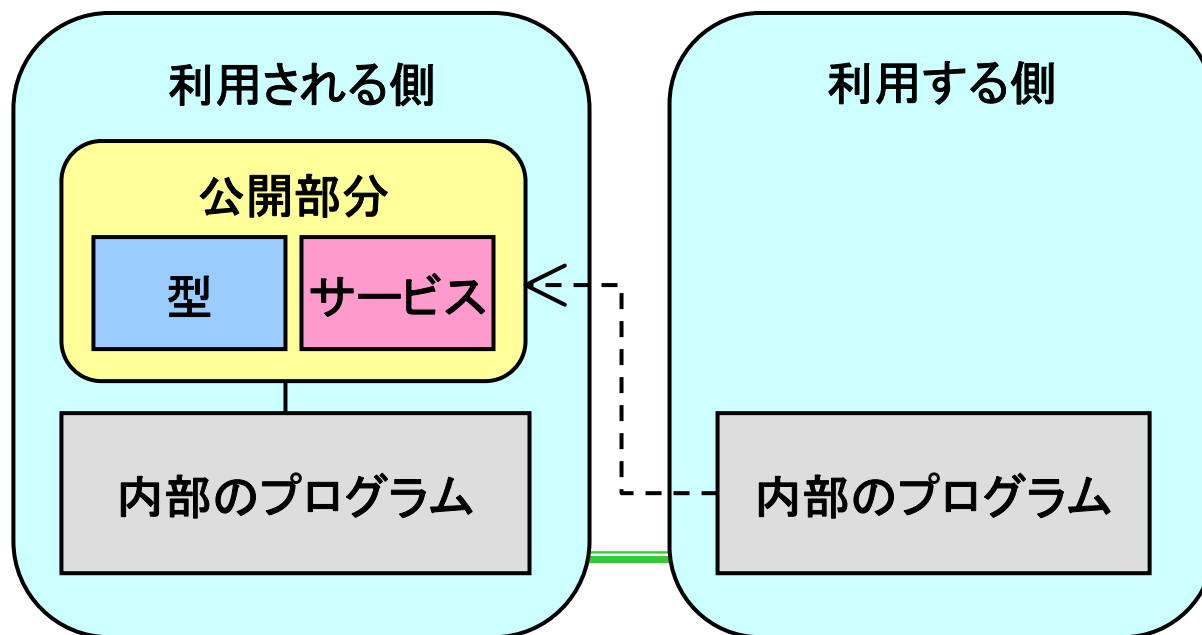 利用される側
利用する側
公開部分
型
サービス
内部のプログラム
内部のプログラム